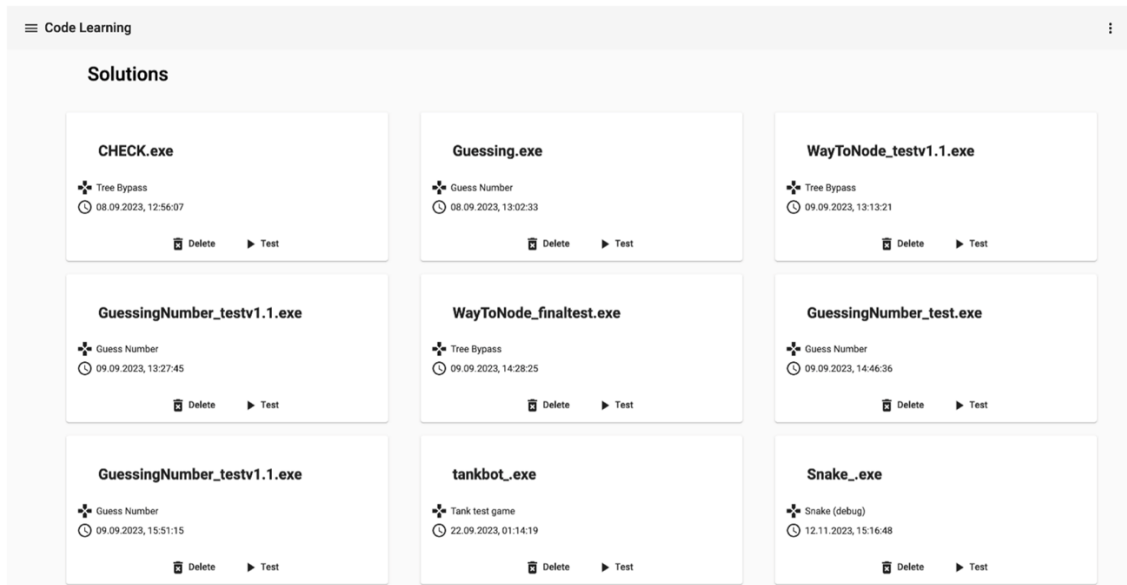 Code Learning
Solutions
CHECK.exe
Tree Bypass
08.09.2023, 12:56:07
Delete Test
Guessing.exe
Guess Number
08.09.2023, 13:02:33
Delete Test
WayToNode_testv1.1.exe
Tree Bypass
09.09.2023, 13:13:21
Delete Test
GuessingNumber_testv1.1.exe
Guess Number
09.09.2023, 13:27:45
Delete Test
WayToNode_finaltest.exe
Tree Bypass
09.09.2023, 14:28:25
Delete Test
GuessingNumber_test.exe
Guess Number
09.09.2023, 14:46:36
Delete Test
GuessingNumber_testv1.1.exe
Guess Number
09.09.2023, 15:51:15
Delete Test
tankbot_.exe
Tank test game
22.09.2023, 01:14:19
Delete Test
Snake_.exe
Snake (debug)
12.11.2023, 15:16:48
Delete Test